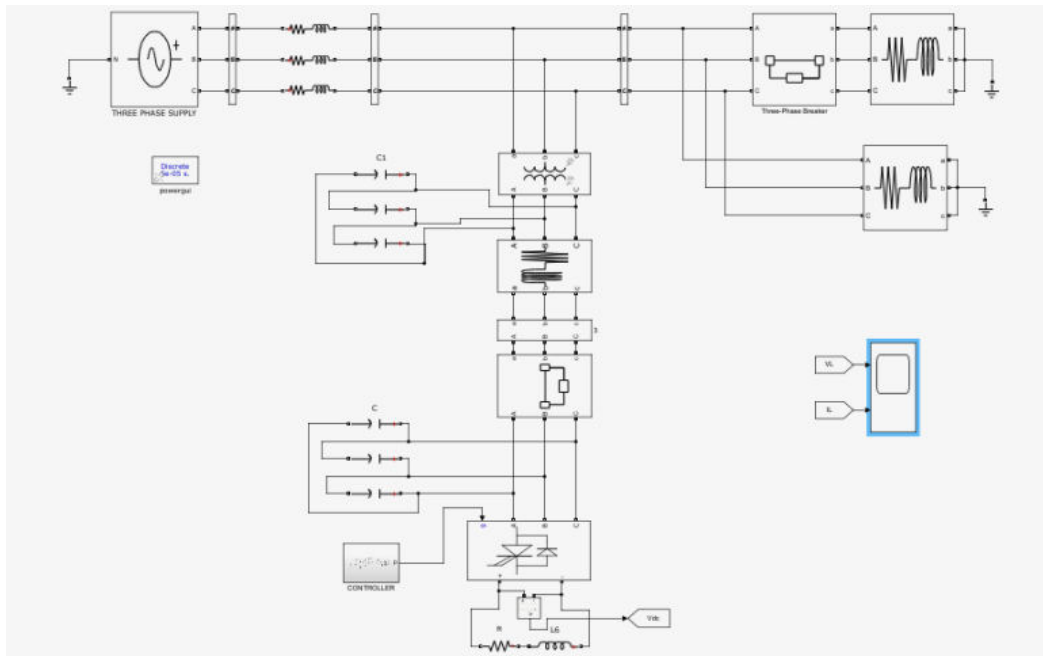 A
A
A
A
a
A
N
B
B
B
B
b
B
C
C
C
C
c
C
THREE PHASE SUPPLY
Three-Phase Breaker
Discrete
5e-05 s.
powergui
C1
A
B
C
A
B
C
A
B
C
A
B
C
VL
IL
C
A
B
C
g
A
B
C
CONTROLLER
Vdc
R
L6